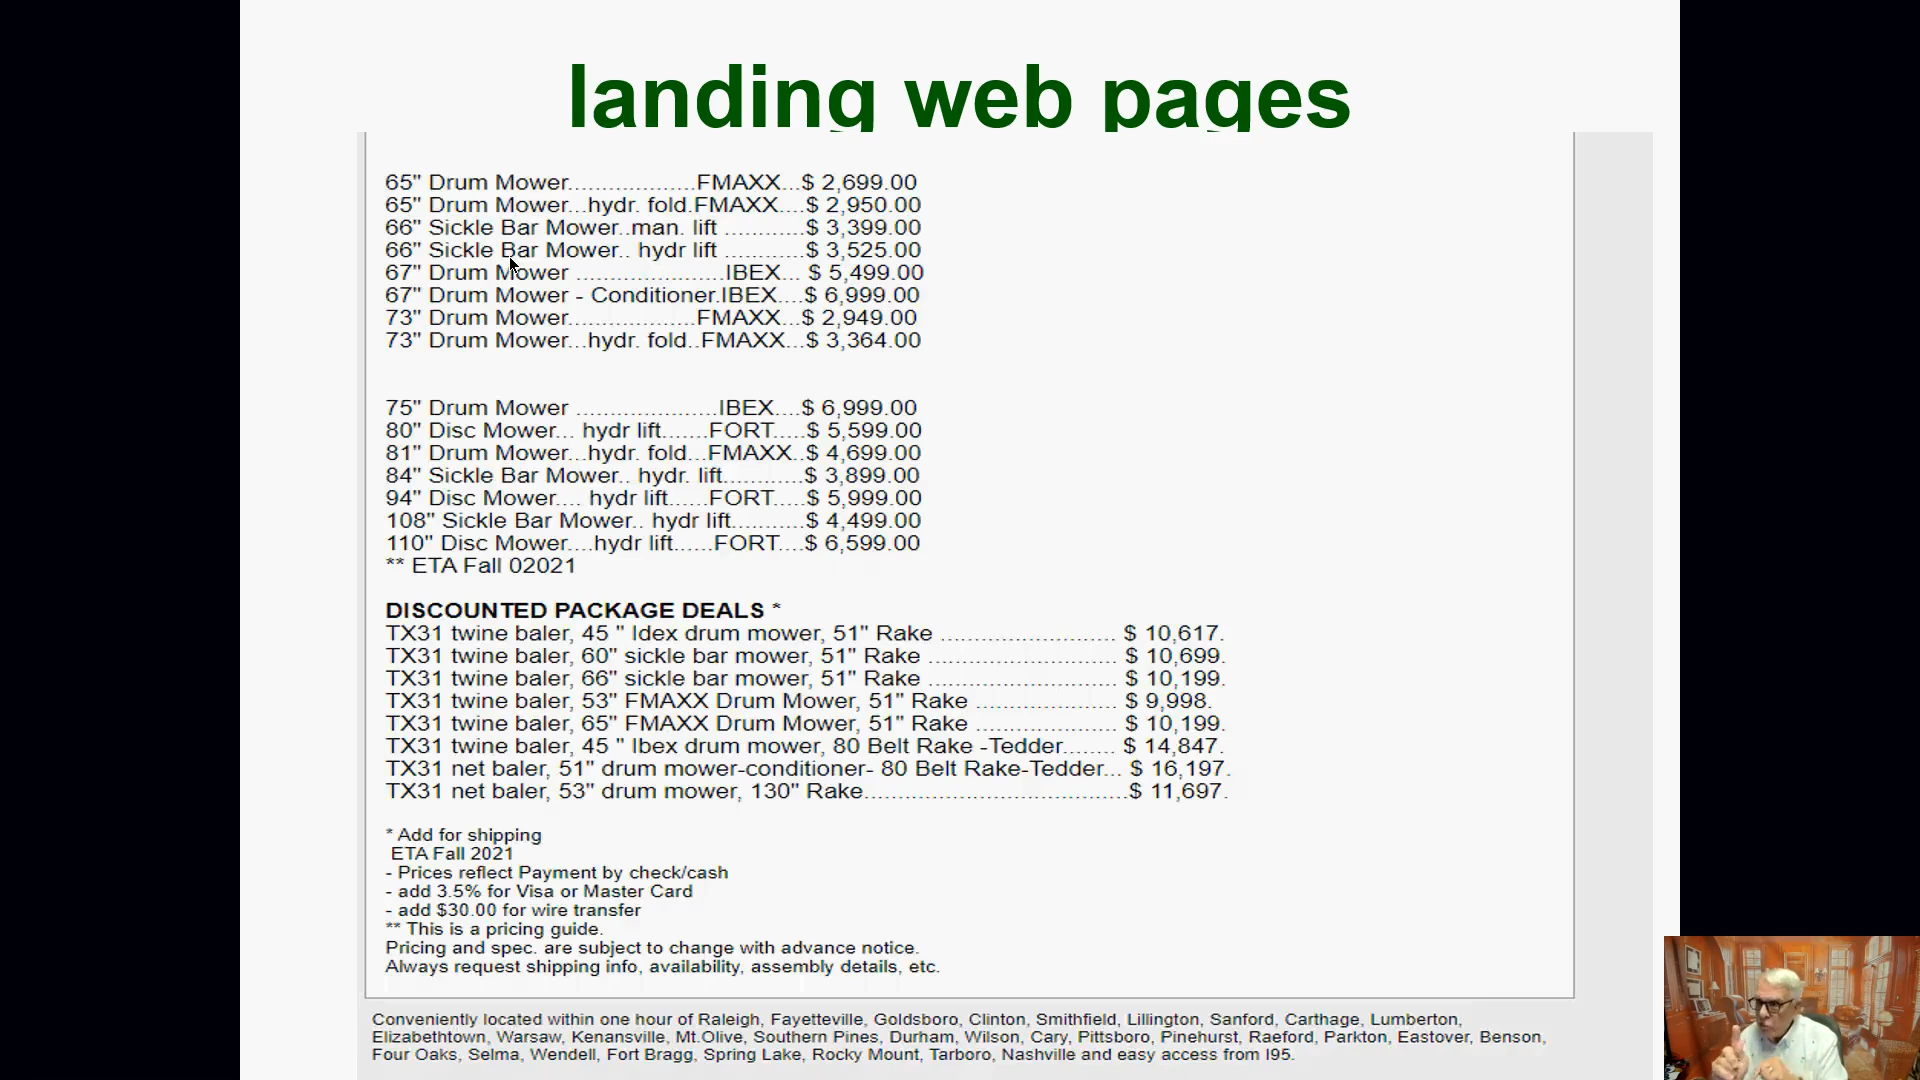 landing web pages
65" Drum Mower...................FMAXX...$ 2,699.00
65" Drum Mower...hydr. fold.FMAXX....$ 2,950.00
66" Sickle Bar Mower..man. lift ............$ 3,399.00
66" Sickle Bar Mower.. hydr lift ............$ 3,525.00
67" Drum Mower ......................IBEX... $ 5,499.00
67" Drum Mower - Conditioner.IBEX....$ 6,999.00
73" Drum Mower...................FMAXX...$ 2,949.00
73" Drum Mower...hydr. fold..FMAXX...$ 3,364.00
75" Drum Mower .....................IBEX....$ 6,999.00
80" Disc Mower... hydr lift.......FORT.....$ 5,599.00
81" Drum Mower...hydr. fold...FMAXX..$ 4,699.00
84" Sickle Bar Mower.. hydr. lift............$ 3,899.00
94" Disc Mower.... hydr lift......FORT.....$ 5,999.00
108" Sickle Bar Mower.. hydr lift...........$ 4,499.00
110" Disc Mower....hydr lift......FORT....$ 6,599.00
** ETA Fall 02021
DISCOUNTED PACKAGE DEALS *
TX31 twine baler, 45 " Idex drum mower, 51" Rake .......................... $ 10,617.
TX31 twine baler, 60" sickle bar mower, 51" Rake ............................ $ 10,699.
TX31 twine baler, 66" sickle bar mower, 51" Rake ............................ $ 10,199.
TX31 twine baler, 53" FMAXX Drum Mower, 51" Rake ..................... $ 9,998.
TX31 twine baler, 65" FMAXX Drum Mower, 51" Rake ..................... $ 10,199.
TX31 twine baler, 45 " Ibex drum mower, 80 Belt Rake -Tedder........ $ 14,847.
TX31 net baler, 51" drum mower-conditioner- 80 Belt Rake-Tedder... $ 16,197.
TX31 net baler, 53" drum mower, 130" Rake.......................................$ 11,697.
* Add for shipping
ETA Fall 2021
- Prices reflect Payment by check/cash
- add 3.5% for Visa or Master Card
- add $30.00 for wire transfer
** This is a pricing guide.
Pricing and spec. are subject to change with advance notice.
Always request shipping info, availability, assembly details, etc.
Conveniently located within one hour of Raleigh, Fayetteville, Goldsboro, Clinton, Smithfield, Lillington, Sanford, Carthage, Lumberton,
Elizabethtown, Warsaw, Kenansville, Mt.Olive, Southern Pines, Durham, Wilson, Cary, Pittsboro, Pinehurst, Raeford, Parkton, Eastover, Benson,
Four Oaks, Selma, Wendell, Fort Bragg, Spring Lake, Rocky Mount, Tarboro, Nashville and easy access from I95.